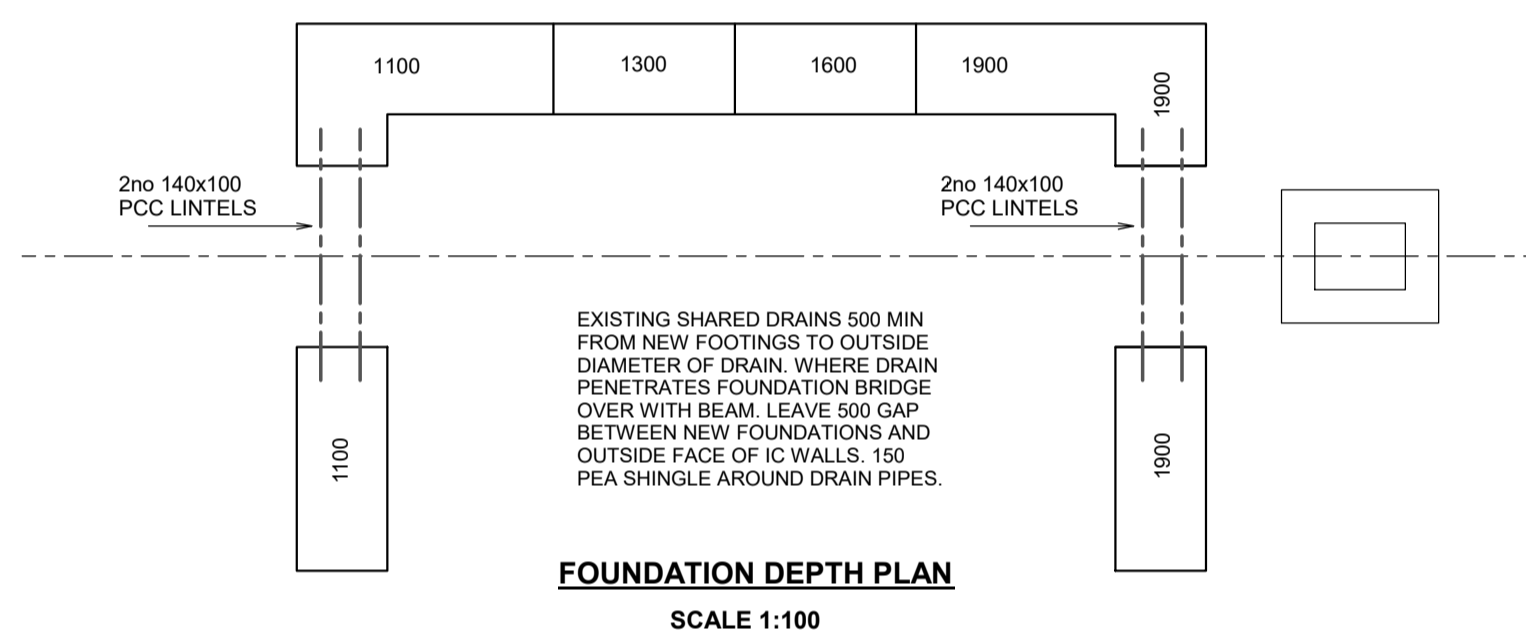 1100
1300
1600
1900
1900
2no 140x100
PCC LINTELS
2no 140x100
PCC LINTELS
EXISTING SHARED DRAINS 500 MIN
FROM NEW FOOTINGS TO OUTSIDE
DIAMETER OF DRAIN. WHERE DRAIN
PENETRATES FOUNDATION BRIDGE
OVER WITH BEAM. LEAVE 500 GAP
BETWEEN NEW FOUNDATIONS AND
OUTSIDE FACE OF IC WALLS. 150
PEA SHINGLE AROUND DRAIN PIPES.
1100
1900
FOUNDATION DEPTH PLAN
SCALE 1:100